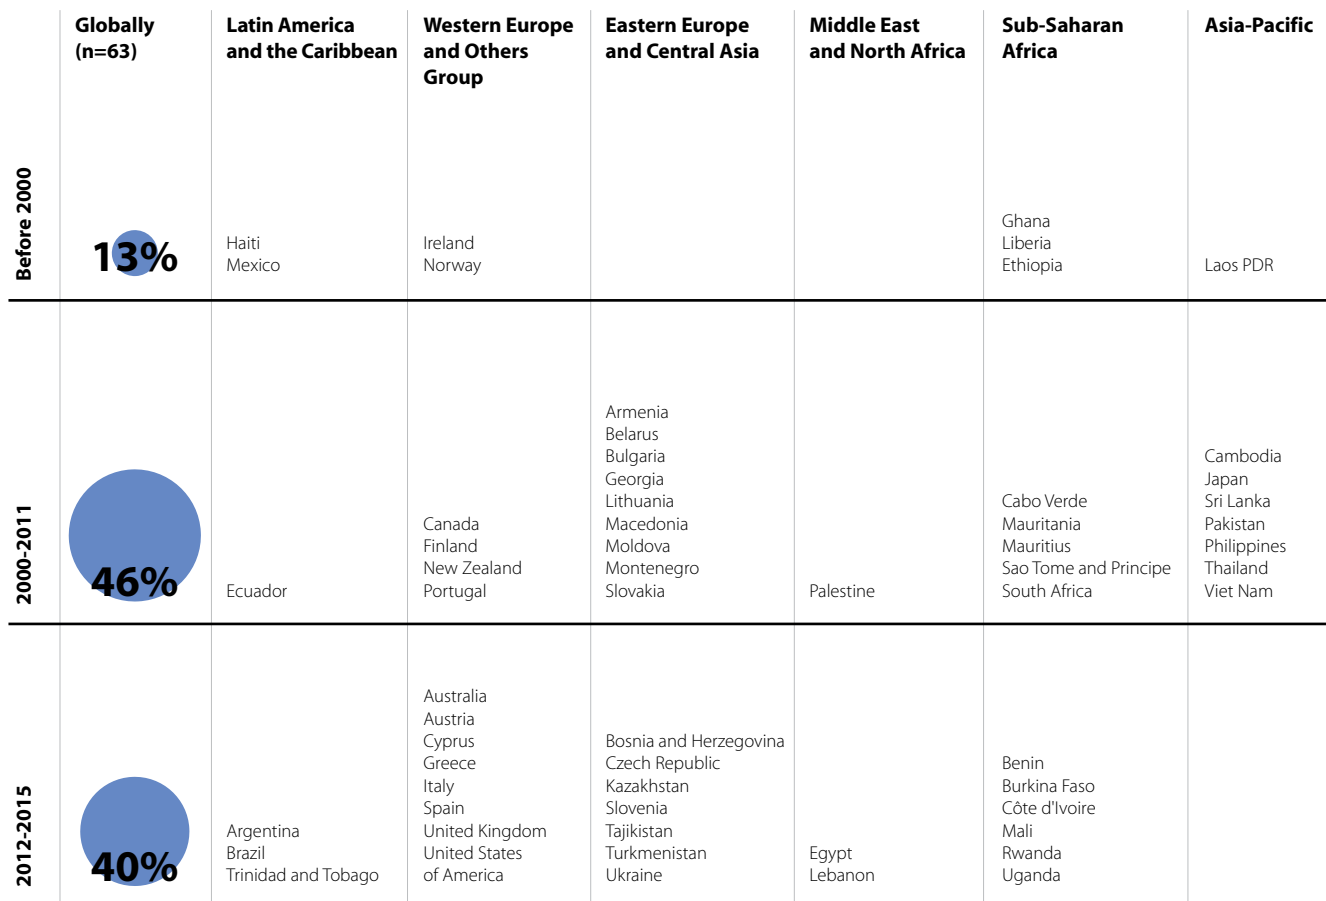 Globally
(n=63)
Latin America
and the Caribbean
Western Europe
and Others
Group
Eastern Europe
and Central Asia
Middle East
and North Africa
Sub-Saharan
Africa
Asia-Pacific
Before 2000
13%
Haiti
Mexico
Ireland
Norway
Ghana
Liberia
Ethiopia
Laos PDR
2000-2011
46%
Ecuador
Canada
Finland
New Zealand
Portugal
Armenia
Belarus
Bulgaria
Georgia
Lithuania
Macedonia
Moldova
Montenegro
Slovakia
Palestine
Cabo Verde
Mauritania
Mauritius
Sao Tome and Principe
South Africa
Cambodia
Japan
Sri Lanka
Pakistan
Philippines
Thailand
Viet Nam
2012-2015
40%
Argentina
Brazil
Trinidad and Tobago
Australia
Austria
Cyprus
Greece
Italy
Spain
United Kingdom
United States
of America
Bosnia and Herzegovina
Czech Republic
Kazakhstan
Slovenia
Tajikistan
Turkmenistan
Ukraine
Egypt
Lebanon
Benin
Burkina Faso
Côte d'Ivoire
Mali
Rwanda
Uganda